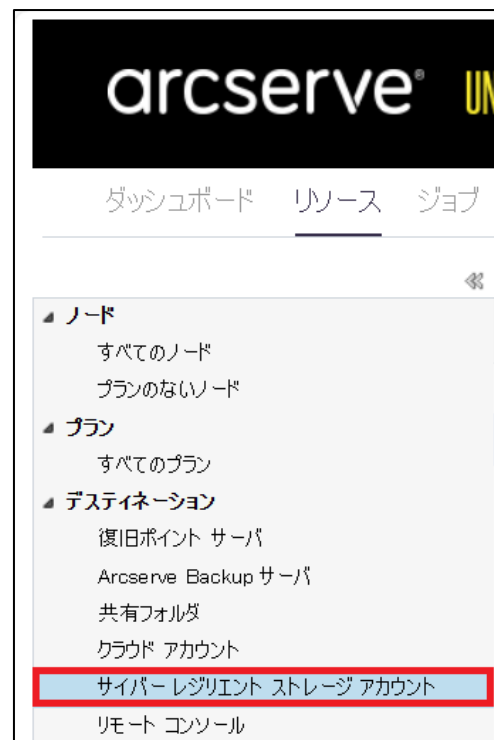 arcserve® UN
ダッシュボード リソース ジョブ
ノード
すべてのノード
プランのないノード
プラン
すべてのプラン
デスティネーション
復旧ポイント サーバ
Arcserve Backup サーバ
共有フォルダ
クラウド アカウント
サイバー レジリエント ストレージ アカウント
リモート コンソール